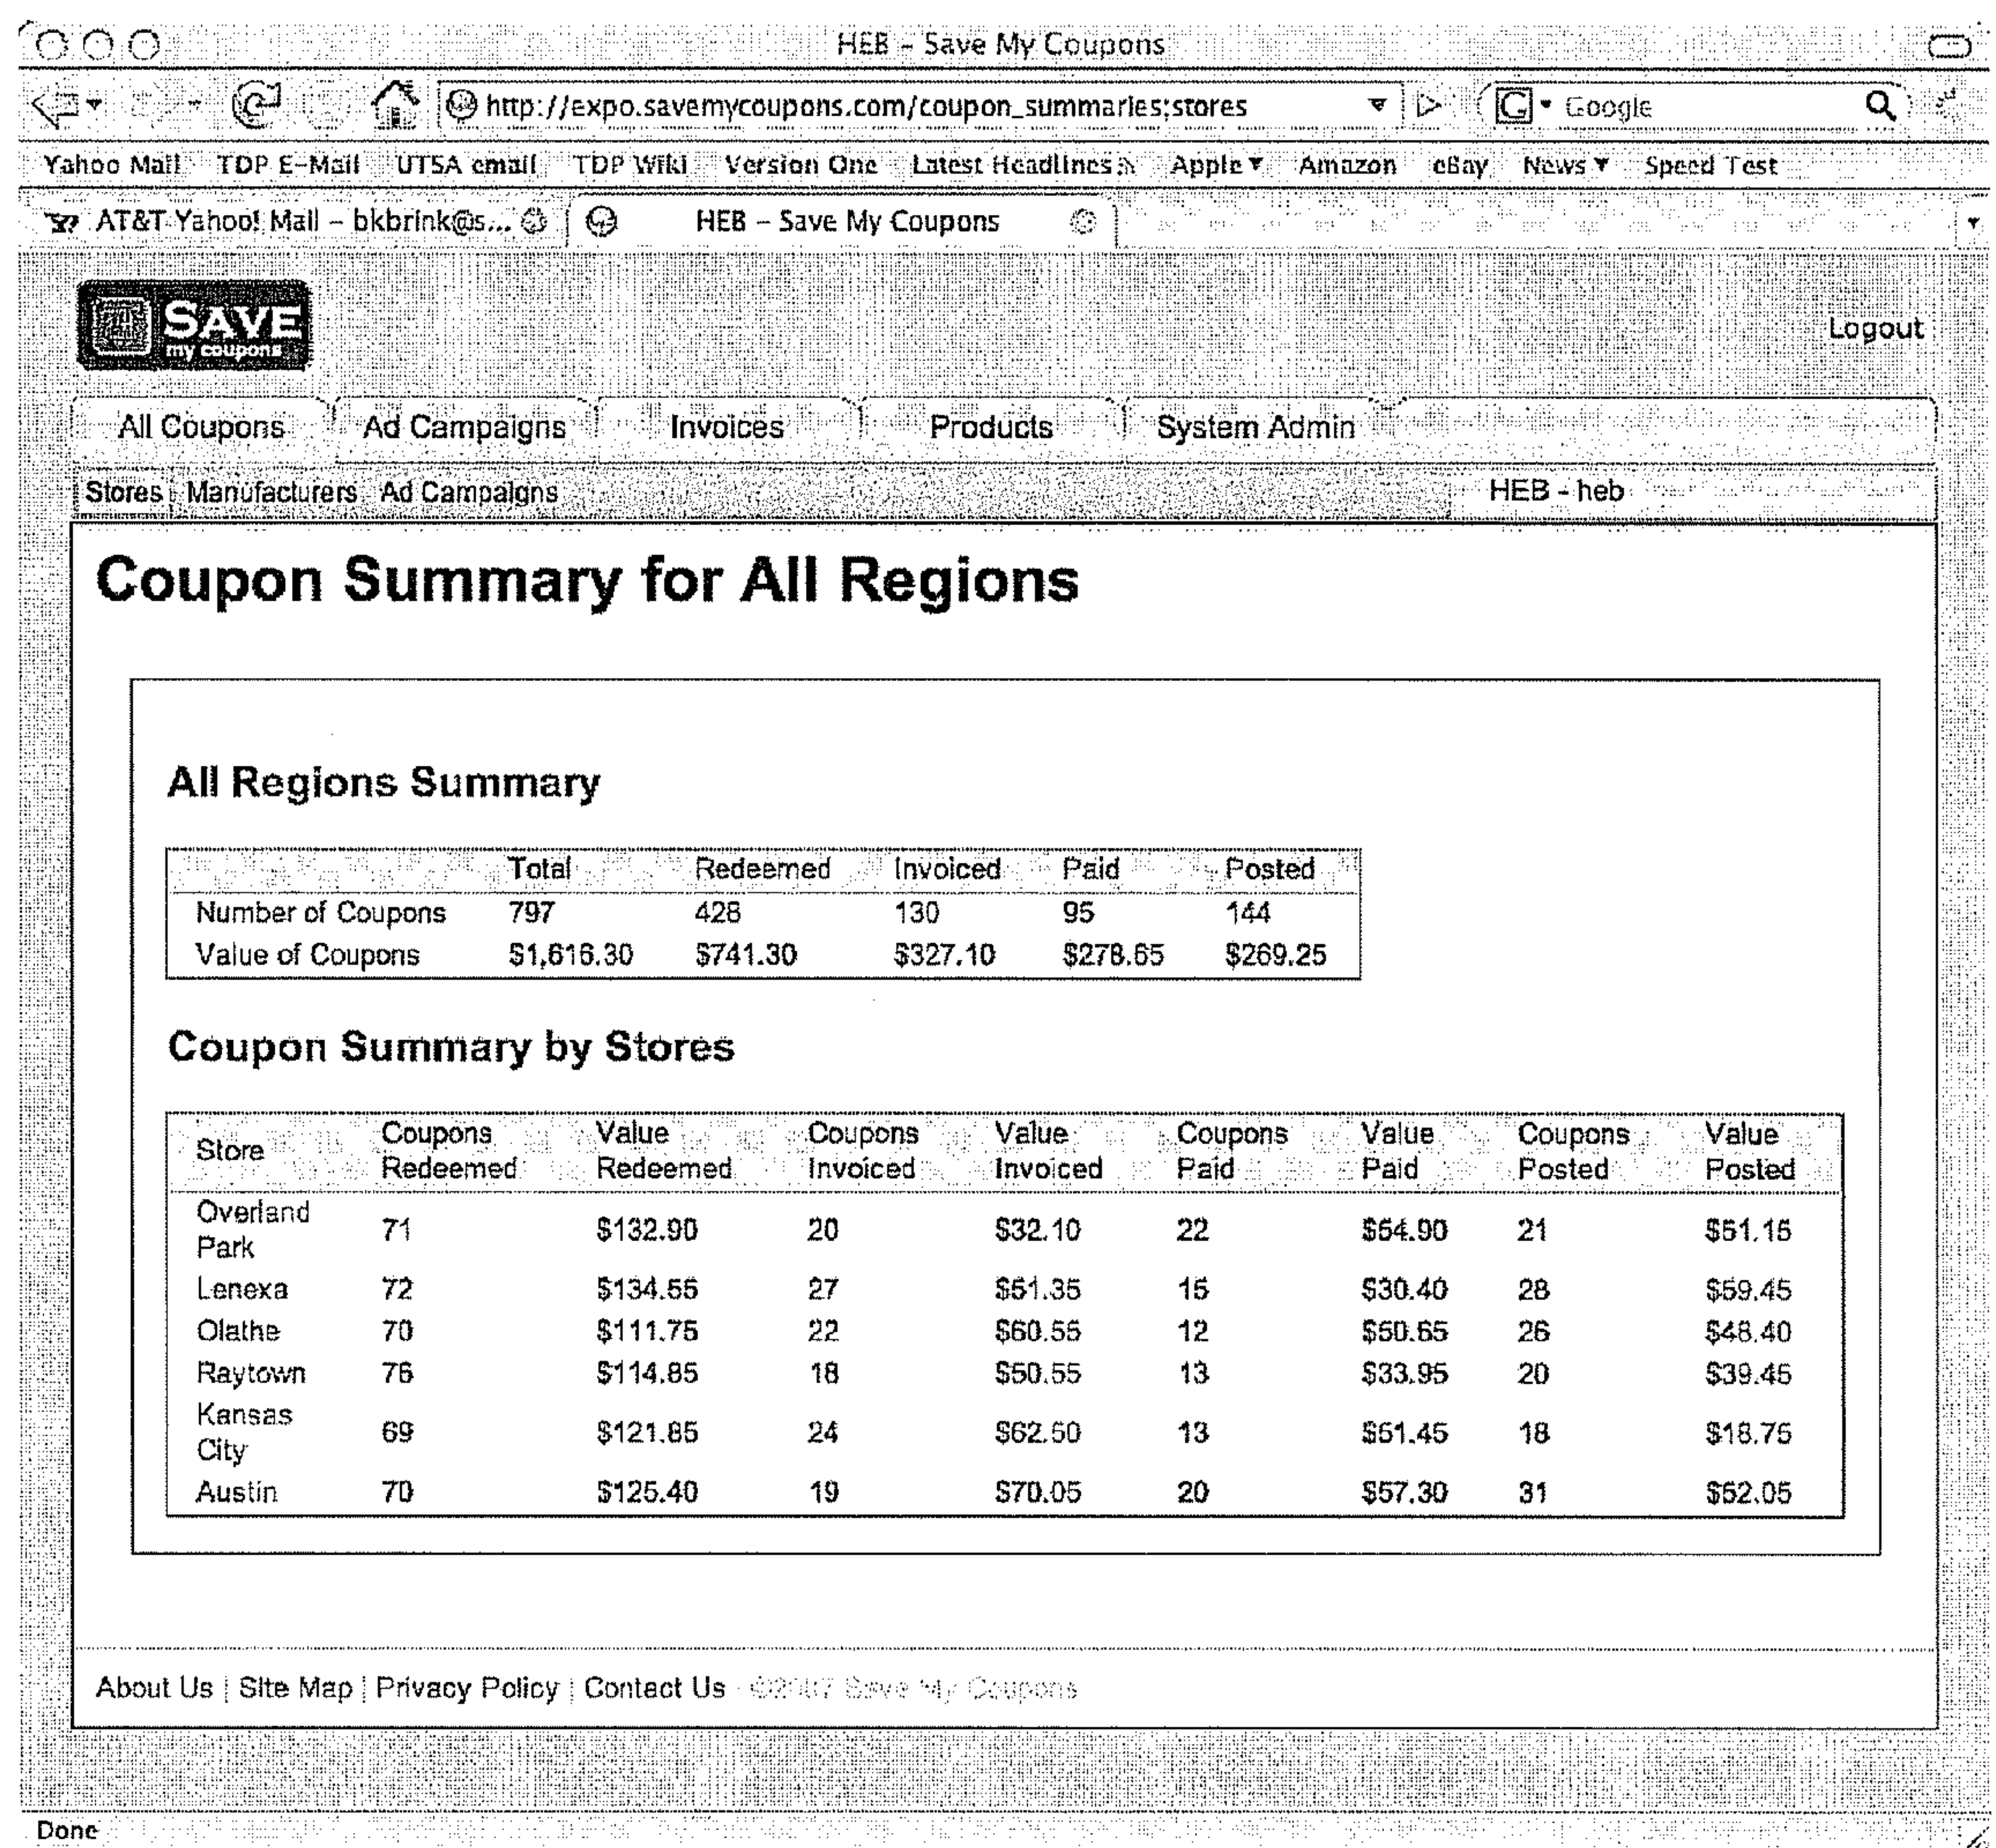 HEB – Save My Coupons
http://expo.savemycoupons.com/coupon_summaries;stores Google
Yahoo Mail TDP E-Mail UTSA email TDP Wiki Version One Latest Headlines Apple Amazon eBay News Speed Test
AT&T Yahoo! Mail – bkbrink@s... HEB – Save My Coupons
SAVE
my coupons
Logout
All Coupons Ad Campaigns Invoices Products System Admin
Stores Manufacturers Ad Campaigns HEB - heb
Coupon Summary for All Regions
All Regions Summary
Total Redeemed Invoiced Paid Posted
Number of Coupons 797 428 130 95 144
Value of Coupons $1,616.30 $741.30 $327.10 $278.65 $269.25
Coupon Summary by Stores
Store Coupons Redeemed Value Redeemed Coupons Invoiced Value Invoiced Coupons Paid Value Paid Coupons Posted Value Posted
Overland Park 71 $132.90 20 $32.10 22 $54.90 21 $51.15
Lenexa 72 $134.55 27 $51.35 15 $30.40 28 $59.45
Olathe 70 $111.75 22 $60.55 12 $50.65 26 $48.40
Raytown 76 $114.85 18 $50.55 13 $33.95 20 $39.45
Kansas City 69 $121.85 24 $62.50 13 $51.45 18 $18.75
Austin 70 $125.40 19 $70.05 20 $57.30 31 $52.05
About Us | Site Map | Privacy Policy | Contact Us ©2007 Save My Coupons
Done